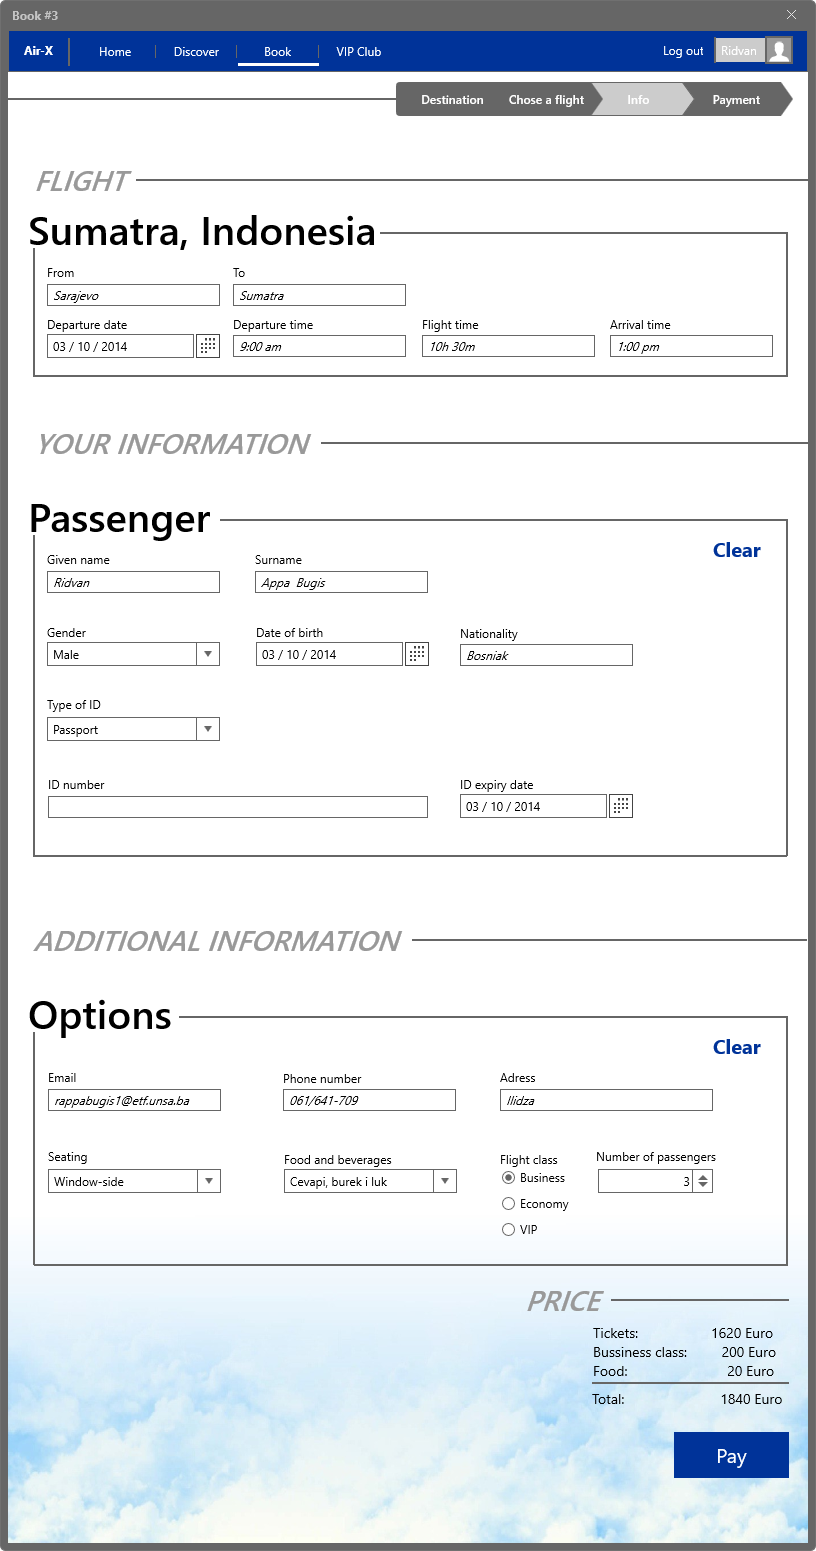 Book #3
Air-X Home Discover Book VIP Club Log out Ridvan
Destination Chose a flight Info Payment
FLIGHT
Sumatra, Indonesia
From To
Sarajevo Sumatra
Departure date Departure time Flight time Arrival time
03 / 10 / 2014 9:00 am 10h 30m 1:00 pm
YOUR INFORMATION
Passenger
Clear
Given name Surname
Ridvan Appa Bugis
Gender Date of birth Nationality
Male 03 / 10 / 2014 Bosniak
Type of ID
Passport
ID number ID expiry date
03 / 10 / 2014
ADDITIONAL INFORMATION
Options
Clear
Email Phone number Adress
rappabugis1@etf.unsa.ba 061/641-709 Ilidza
Seating Food and beverages Flight class Number of passengers
Window-side Cevapi, burek i luk Business 3
Economy
VIP
PRICE
Tickets: 1620 Euro
Bussiness class: 200 Euro
Food: 20 Euro
Total: 1840 Euro
Pay